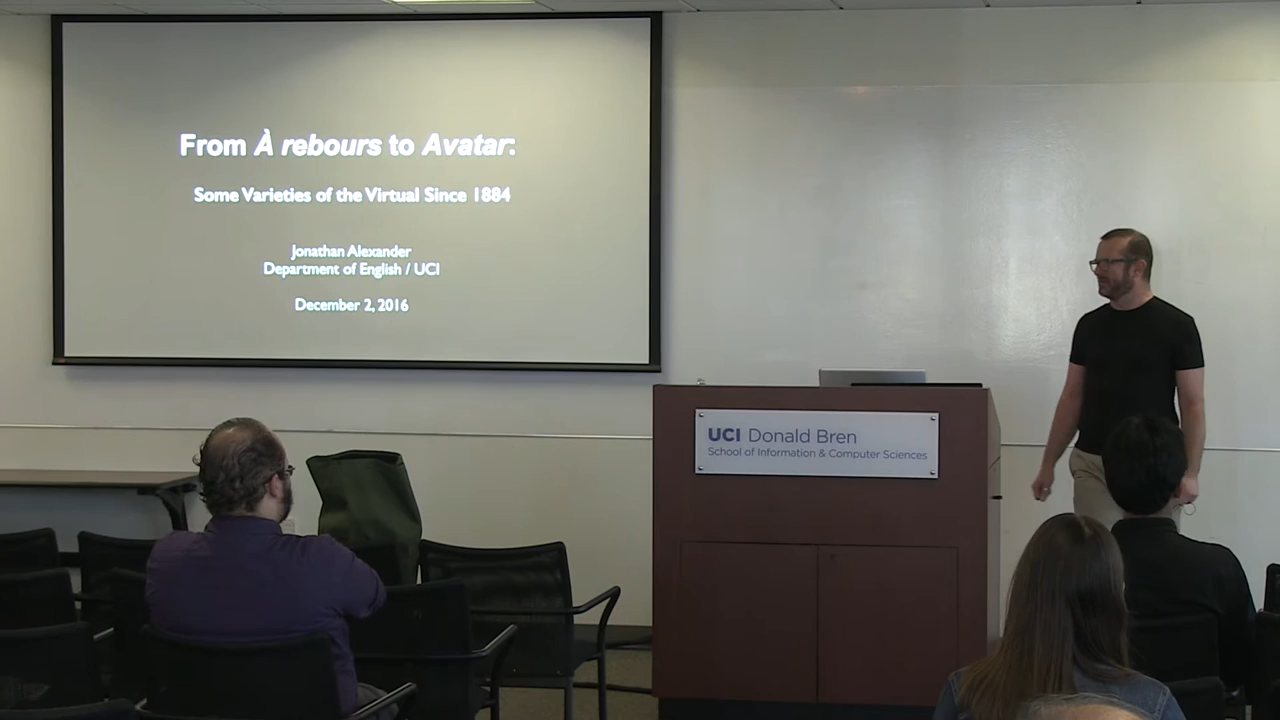 From À rebours to Avatar:
Some Varieties of the Virtual Since 1884
Jonathan Alexander
Department of English / UCI
December 2, 2016
UCI Donald Bren
School of Information & Computer Sciences